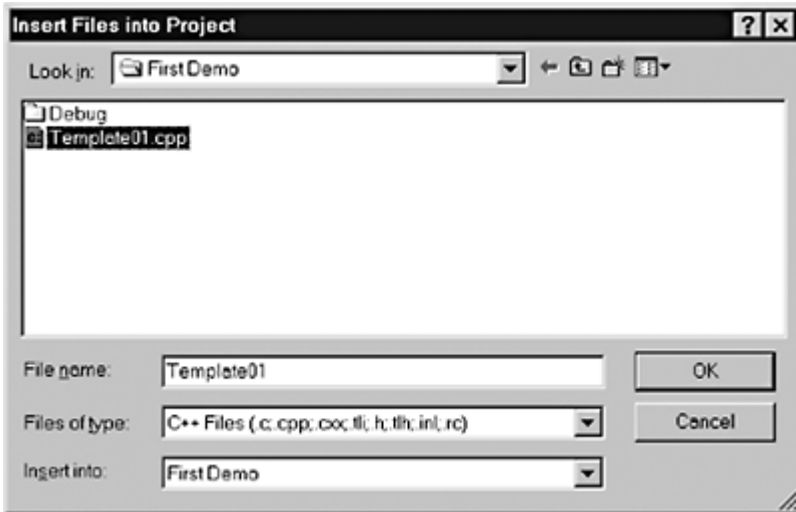 Insert Files into Project
Look in: First Demo
Debug
Template01.cpp
File name: Template01 OK
Files of type: C++ Files (.c;.cpp;.cxx;.tli;.h;.tlh;.inl;.rc) Cancel
Insert into: First Demo